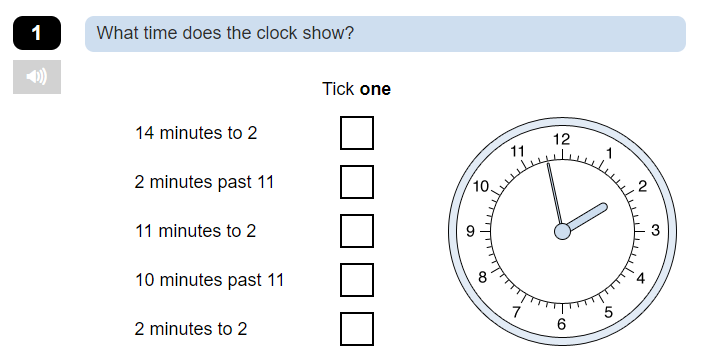 1 What time does the clock show?
Tick one
14 minutes to 2
2 minutes past 11
11 minutes to 2
10 minutes past 11
2 minutes to 2
12
1
2
3
4
5
6
7
8
9
10
11